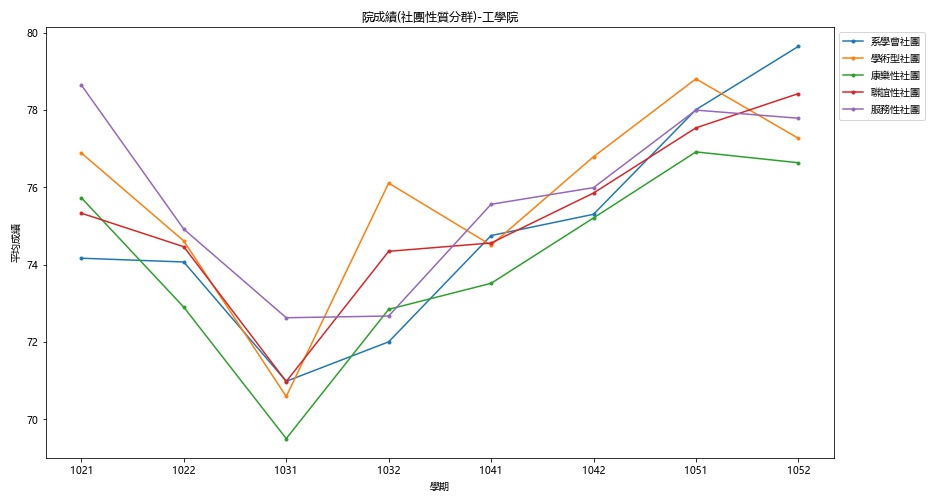 院成績(社團性質分群)-工學院
系學會社團
學術型社團
康樂性社團
聯誼性社團
服務性社團
平均成績
80
78
76
74
72
70
1021 1022 1031 1032 1041 1042 1051 1052
學期